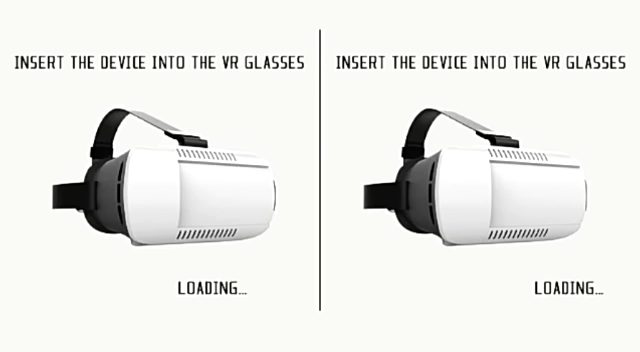 INSERT THE DEVICE INTO THE VR GLASSES
LOADING...
INSERT THE DEVICE INTO THE VR GLASSES
LOADING...